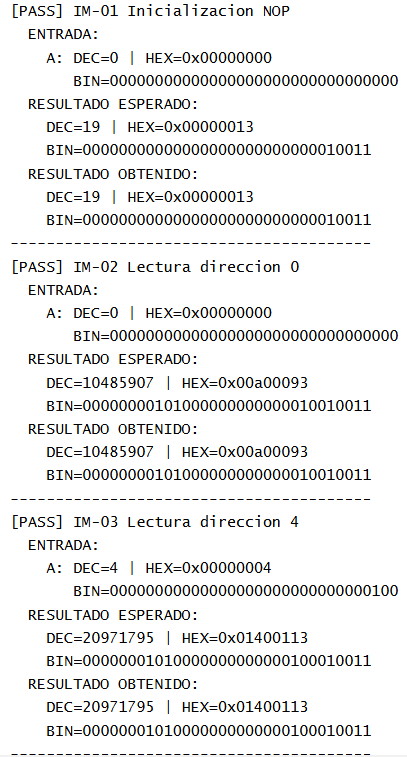 [PASS] IM-01 Inicializacion NOP
ENTRADA:
A: DEC=0 | HEX=0x00000000
BIN=00000000000000000000000000000000
RESULTADO ESPERADO:
DEC=19 | HEX=0x00000013
BIN=00000000000000000000000000010011
RESULTADO OBTENIDO:
DEC=19 | HEX=0x00000013
BIN=00000000000000000000000000010011
----------------------------------------
[PASS] IM-02 Lectura direccion 0
ENTRADA:
A: DEC=0 | HEX=0x00000000
BIN=00000000000000000000000000000000
RESULTADO ESPERADO:
DEC=10485907 | HEX=0x00a00093
BIN=00000000101000000000000010010011
RESULTADO OBTENIDO:
DEC=10485907 | HEX=0x00a00093
BIN=00000000101000000000000010010011
----------------------------------------
[PASS] IM-03 Lectura direccion 4
ENTRADA:
A: DEC=4 | HEX=0x00000004
BIN=00000000000000000000000000000100
RESULTADO ESPERADO:
DEC=20971795 | HEX=0x01400113
BIN=00000001010000000000000100010011
RESULTADO OBTENIDO:
DEC=20971795 | HEX=0x01400113
BIN=00000001010000000000000100010011
----------------------------------------